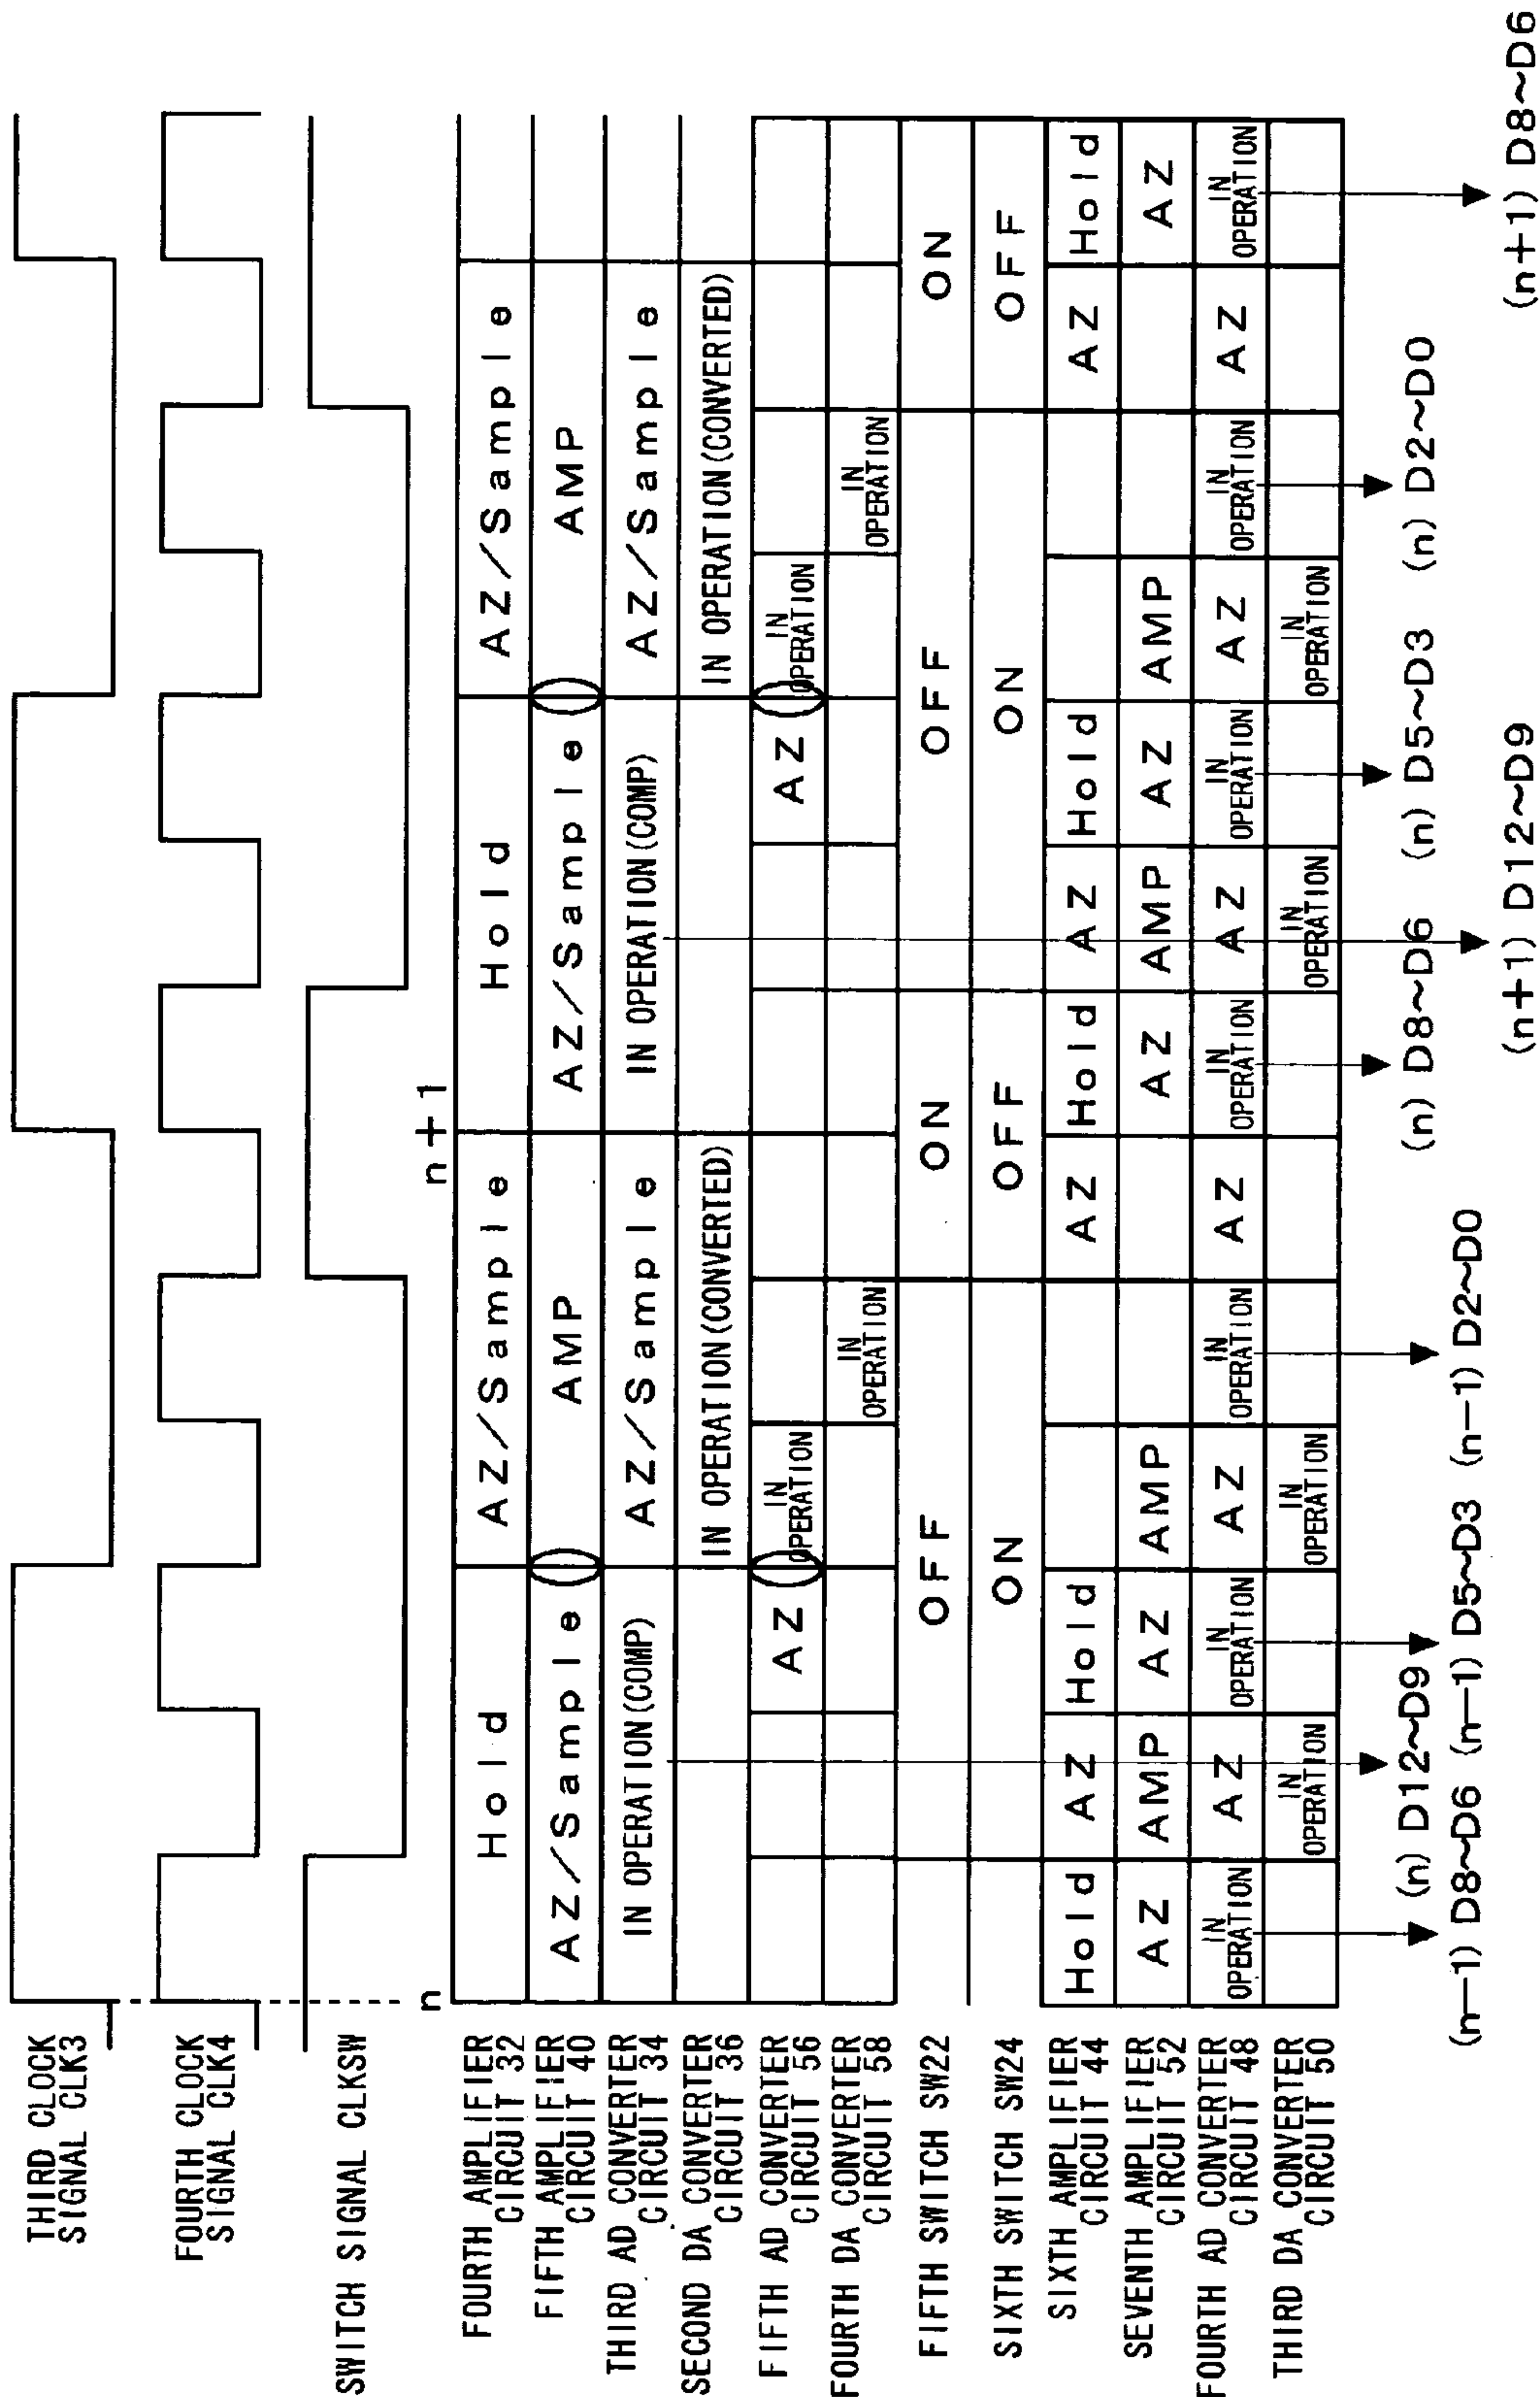 THIRD CLOCK
SIGNAL CLK3
FOURTH CLOCK
SIGNAL CLK4
SWITCH SIGNAL CLKSW
n
n+1
FOURTH AMPLIFIER
CIRCUIT 32
Hold
AZ/Sample
Hold
AZ/Sample
FIFTH AMPLIFIER
CIRCUIT 40
AZ/Sample
AMP
AZ/Sample
AMP
THIRD AD CONVERTER
CIRCUIT 34
IN OPERATION(COMP)
AZ/Sample
IN OPERATION(COMP)
AZ/Sample
SECOND DA CONVERTER
CIRCUIT 36
IN OPERATION(CONVERTED)
IN OPERATION(CONVERTED)
FIFTH AD CONVERTER
CIRCUIT 56
AZ
IN
OPERATION
AZ
IN
OPERATION
FOURTH DA CONVERTER
CIRCUIT 58
IN
OPERATION
IN
OPERATION
FIFTH SWITCH SW22
OFF
ON
OFF
ON
SIXTH SWITCH SW24
ON
OFF
ON
OFF
SIXTH AMPLIFIER
CIRCUIT 44
Hold
AZ
Hold
AZ
Hold
AZ
Hold
AZ
Hold
SEVENTH AMPLIFIER
CIRCUIT 52
AZ
AMP
AZ
AMP
AZ
AMP
AZ
AMP
AZ
FOURTH AD CONVERTER
CIRCUIT 48
IN
OPERATION
AZ
IN
OPERATION
AZ
IN
OPERATION
AZ
IN
OPERATION
AZ
IN
OPERATION
AZ
IN
OPERATION
AZ
IN
OPERATION
THIRD DA CONVERTER
CIRCUIT 50
IN
OPERATION
IN
OPERATION
IN
OPERATION
IN
OPERATION
(n) D12~D9
(n) D8~D6
(n) D5~D3
(n) D2~D0
(n-1) D8~D6
(n-1) D5~D3
(n-1) D2~D0
(n+1) D12~D9
(n+1) D8~D6